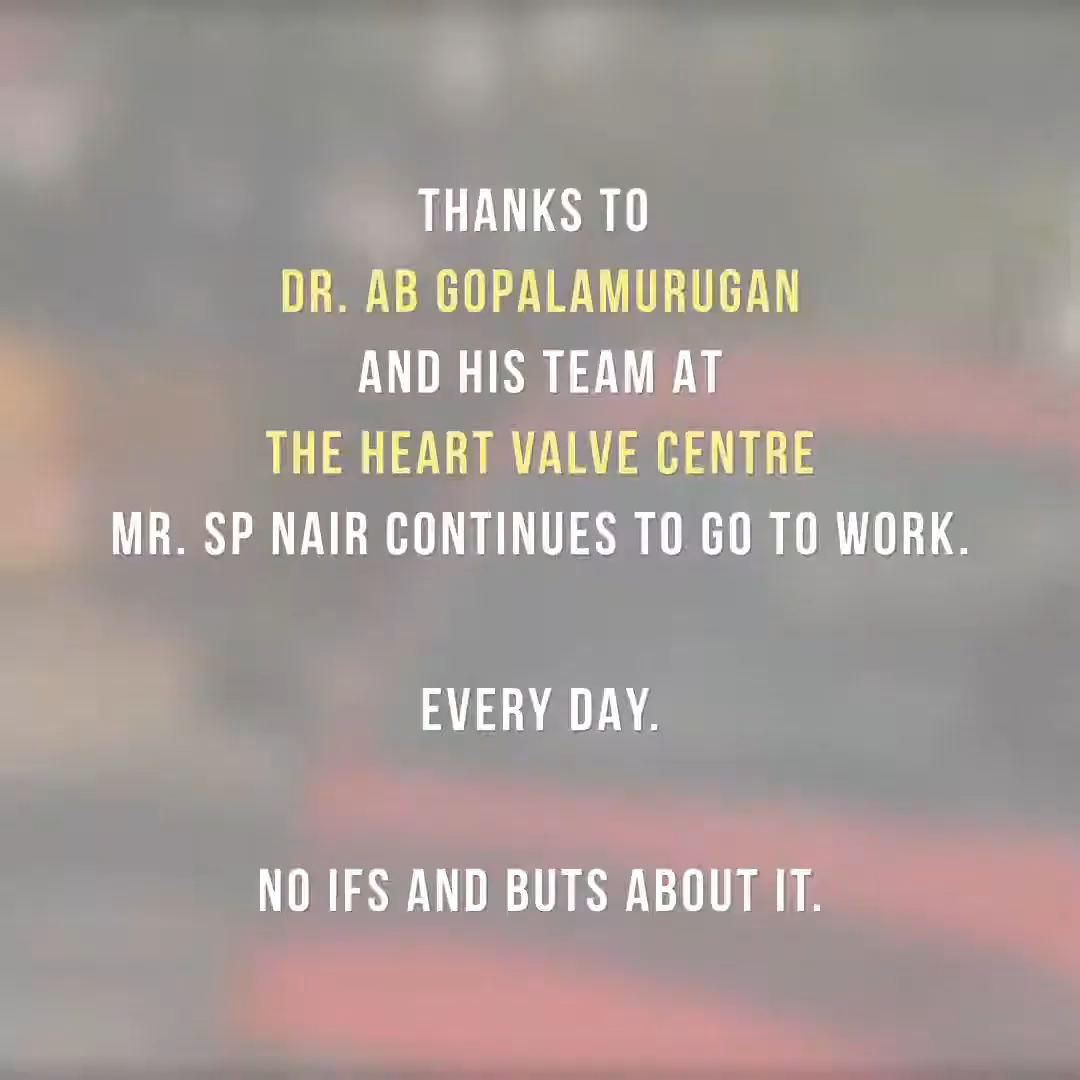 THANKS TO
DR. AB GOPALAMURUGAN
AND HIS TEAM AT
THE HEART VALVE CENTRE
MR. SP NAIR CONTINUES TO GO TO WORK.
EVERY DAY.
NO IFS AND BUTS ABOUT IT.